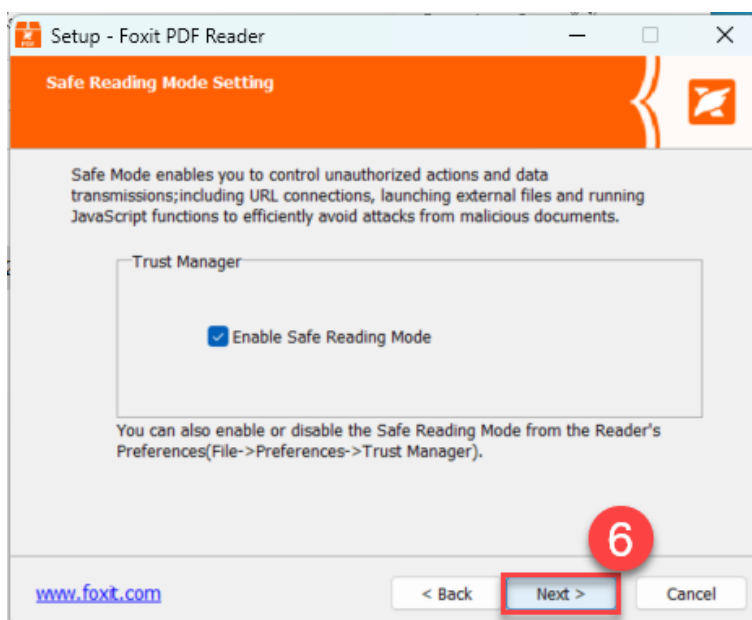 Setup - Foxit PDF Reader
Safe Reading Mode Setting
Safe Mode enables you to control unauthorized actions and data
transmissions;including URL connections, launching external files and running
JavaScript functions to efficiently avoid attacks from malicious documents.
Trust Manager
Enable Safe Reading Mode
You can also enable or disable the Safe Reading Mode from the Reader's
Preferences(File->Preferences->Trust Manager).
6
www.foxit.com
< Back
Next >
Cancel